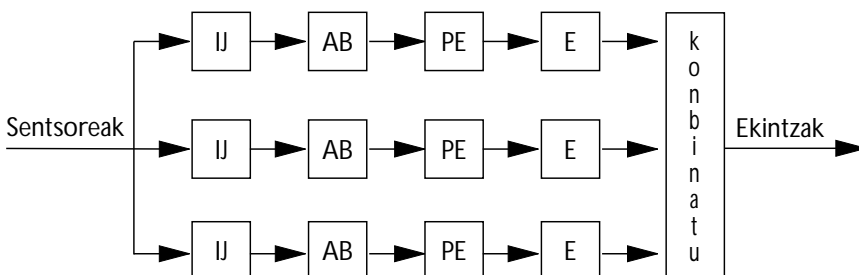 IJ AB PE E
Sentsoreak
IJ AB PE E
IJ AB PE E
konbinatu
Ekintzak